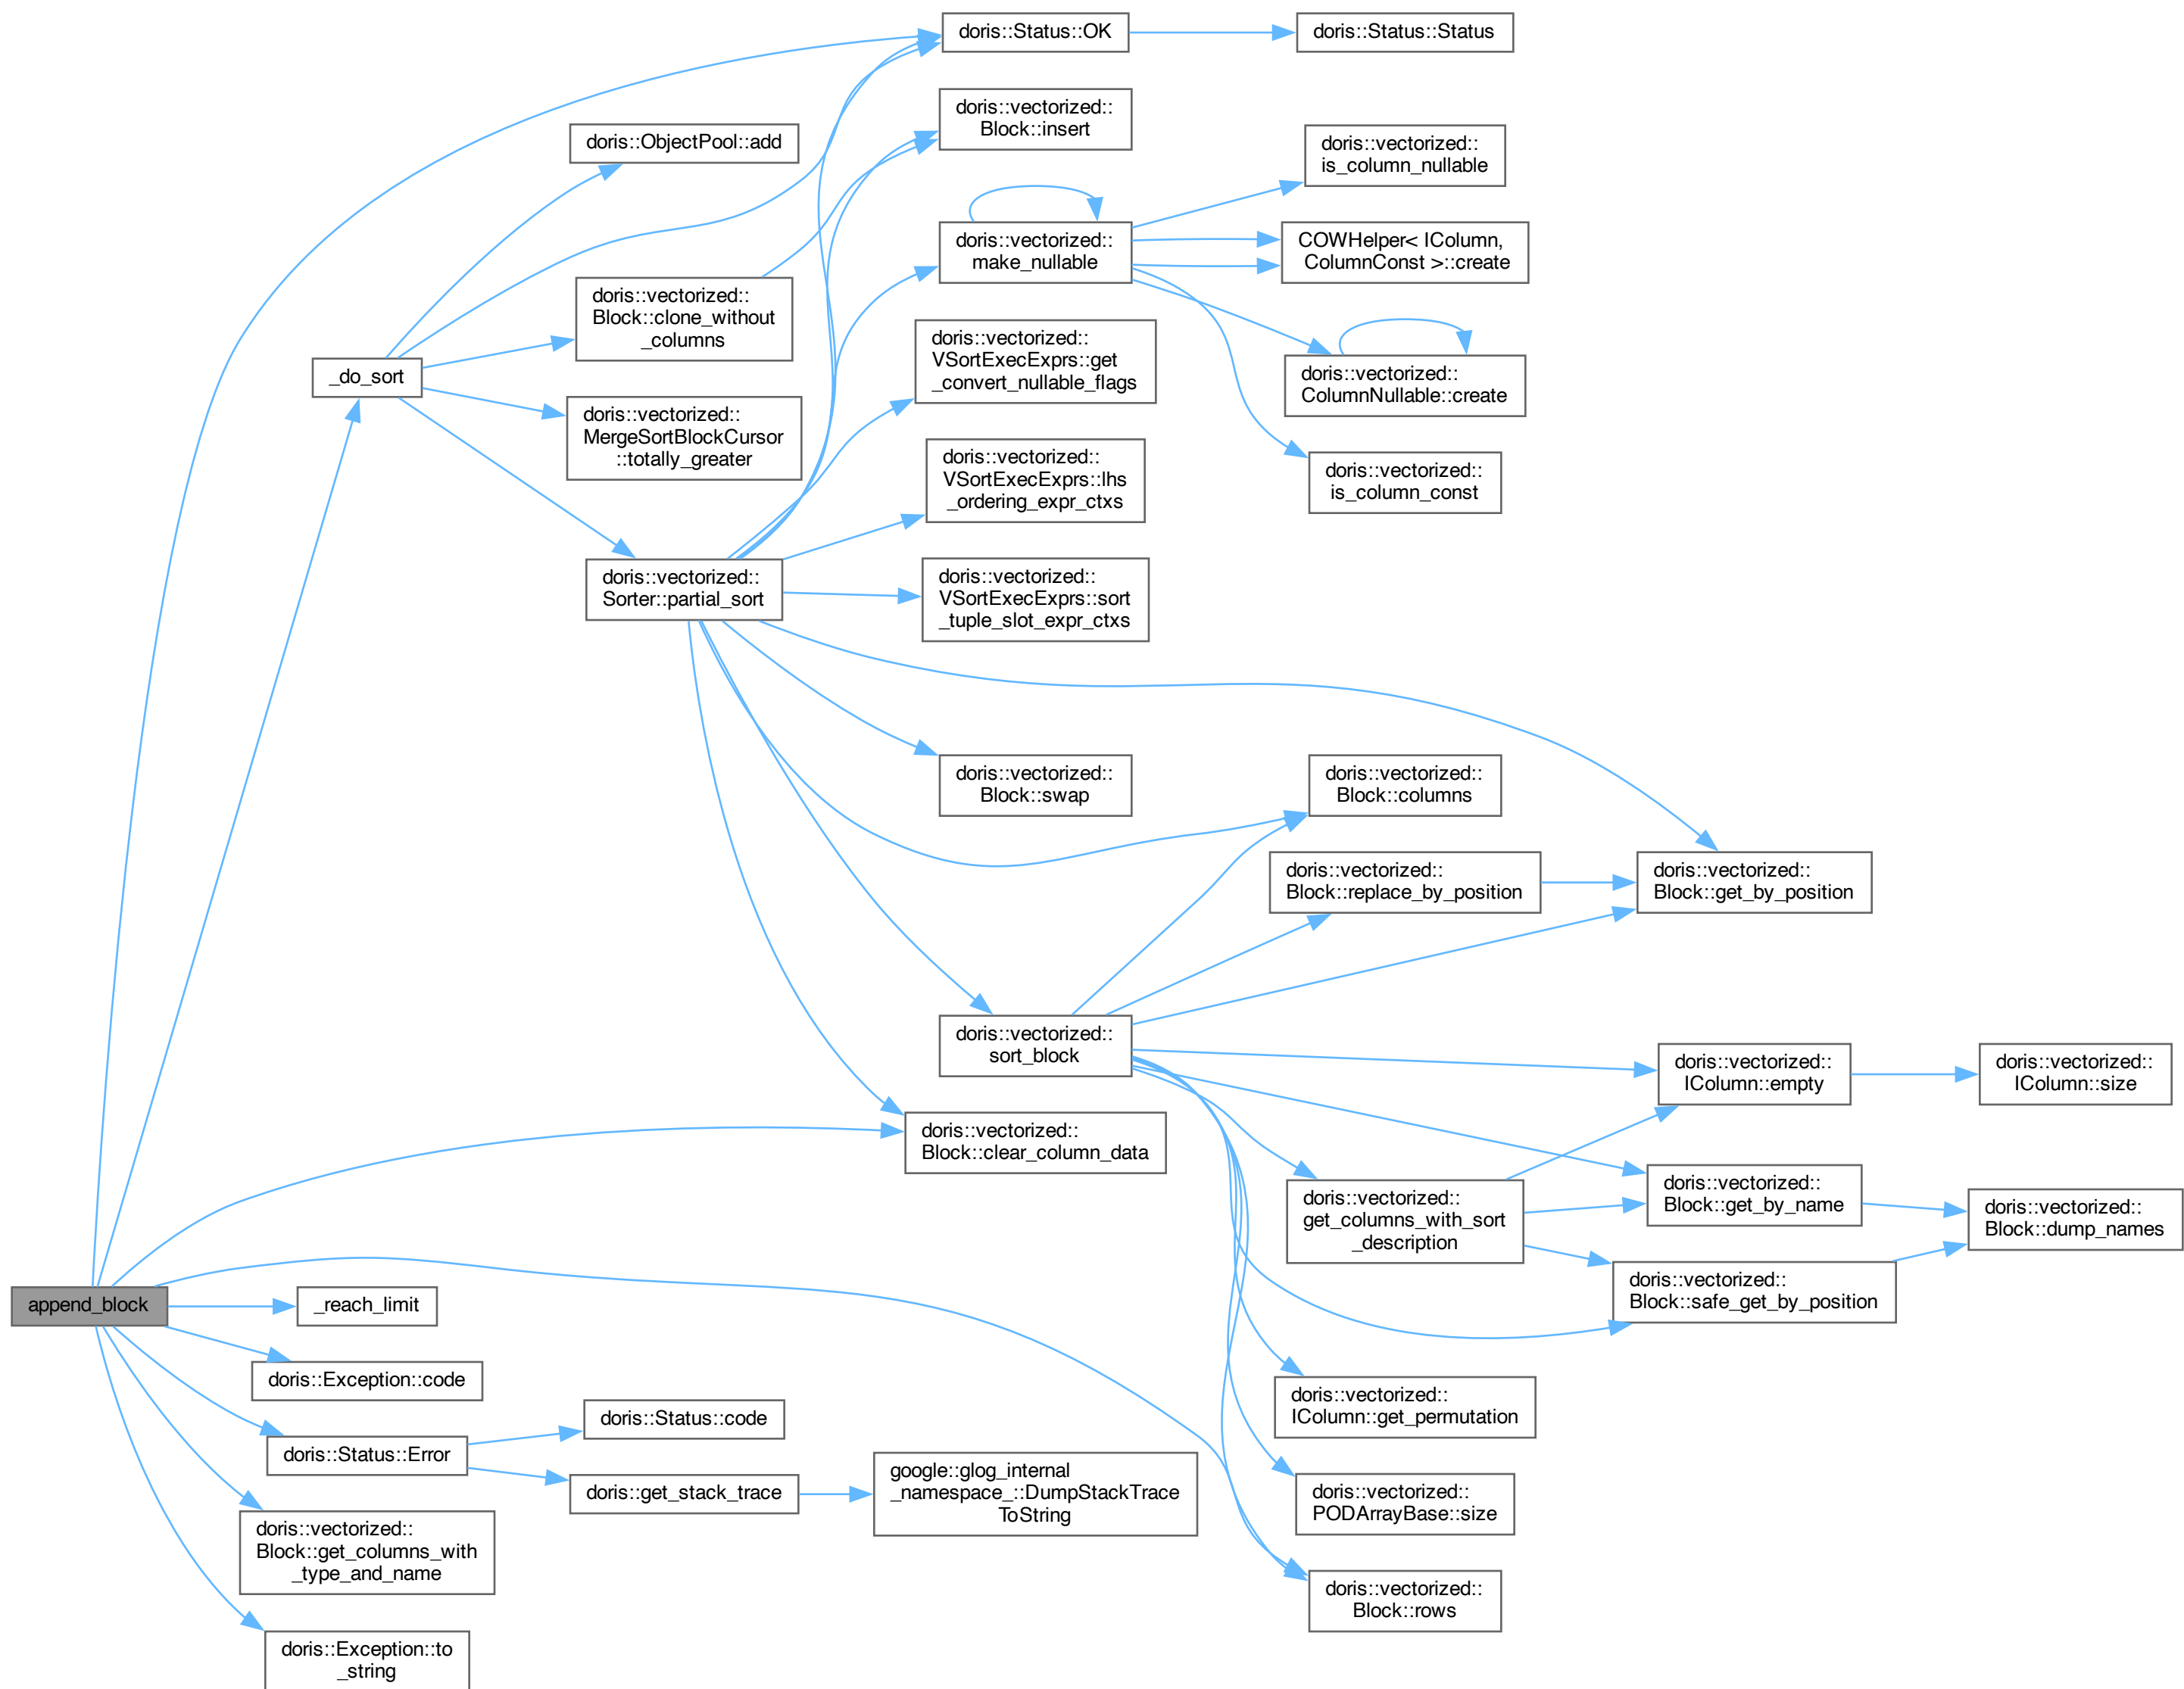 doris::Status::OK
doris::Status::Status
doris::vectorized::
Block::insert
doris::ObjectPool::add
doris::vectorized::
is_column_nullable
doris::vectorized::
make_nullable
COWHelper< IColumn,
ColumnConst >::create
doris::vectorized::
Block::clone_without
_columns
doris::vectorized::
VSortExecExprs::get
_convert_nullable_flags
doris::vectorized::
ColumnNullable::create
_do_sort
doris::vectorized::
MergeSortBlockCursor
::totally_greater
doris::vectorized::
VSortExecExprs::lhs
_ordering_expr_ctxs
doris::vectorized::
is_column_const
doris::vectorized::
Sorter::partial_sort
doris::vectorized::
VSortExecExprs::sort
_tuple_slot_expr_ctxs
doris::vectorized::
Block::swap
doris::vectorized::
Block::columns
doris::vectorized::
Block::replace_by_position
doris::vectorized::
Block::get_by_position
doris::vectorized::
sort_block
doris::vectorized::
IColumn::empty
doris::vectorized::
IColumn::size
doris::vectorized::
Block::clear_column_data
doris::vectorized::
get_columns_with_sort
_description
doris::vectorized::
Block::get_by_name
doris::vectorized::
Block::dump_names
doris::vectorized::
Block::safe_get_by_position
append_block
_reach_limit
doris::Exception::code
doris::vectorized::
IColumn::get_permutation
doris::Status::code
doris::Status::Error
doris::get_stack_trace
google::glog_internal
_namespace_::DumpStackTrace
ToString
doris::vectorized::
PODArrayBase::size
doris::vectorized::
Block::get_columns_with
_type_and_name
doris::vectorized::
Block::rows
doris::Exception::to
_string